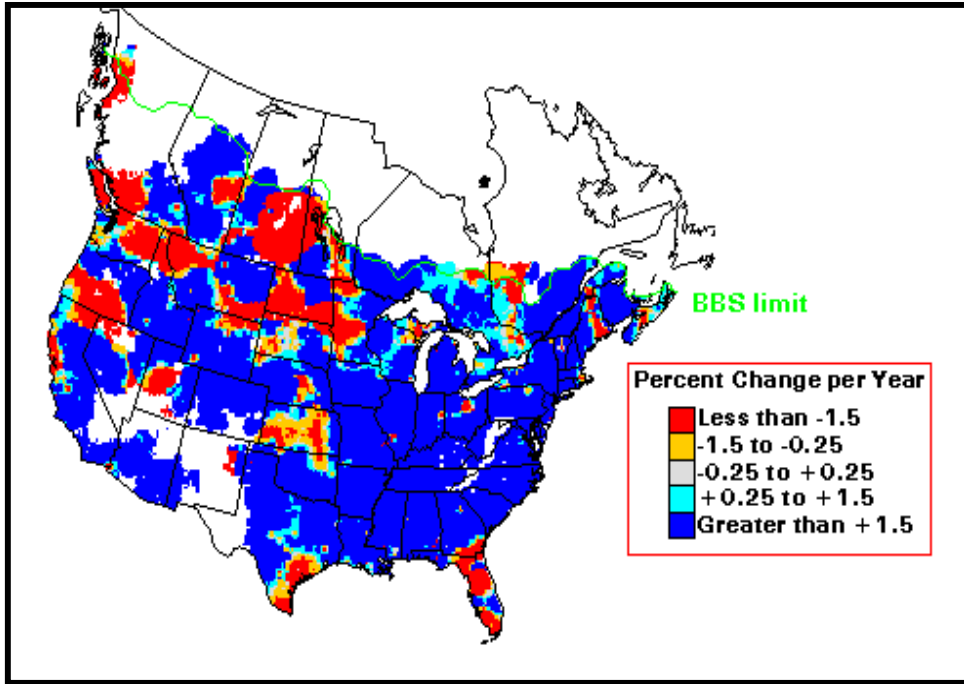 BBS limit
Percent Change per Year
Less than -1.5
-1.5 to -0.25
-0.25 to +0.25
+0.25 to +1.5
Greater than +1.5